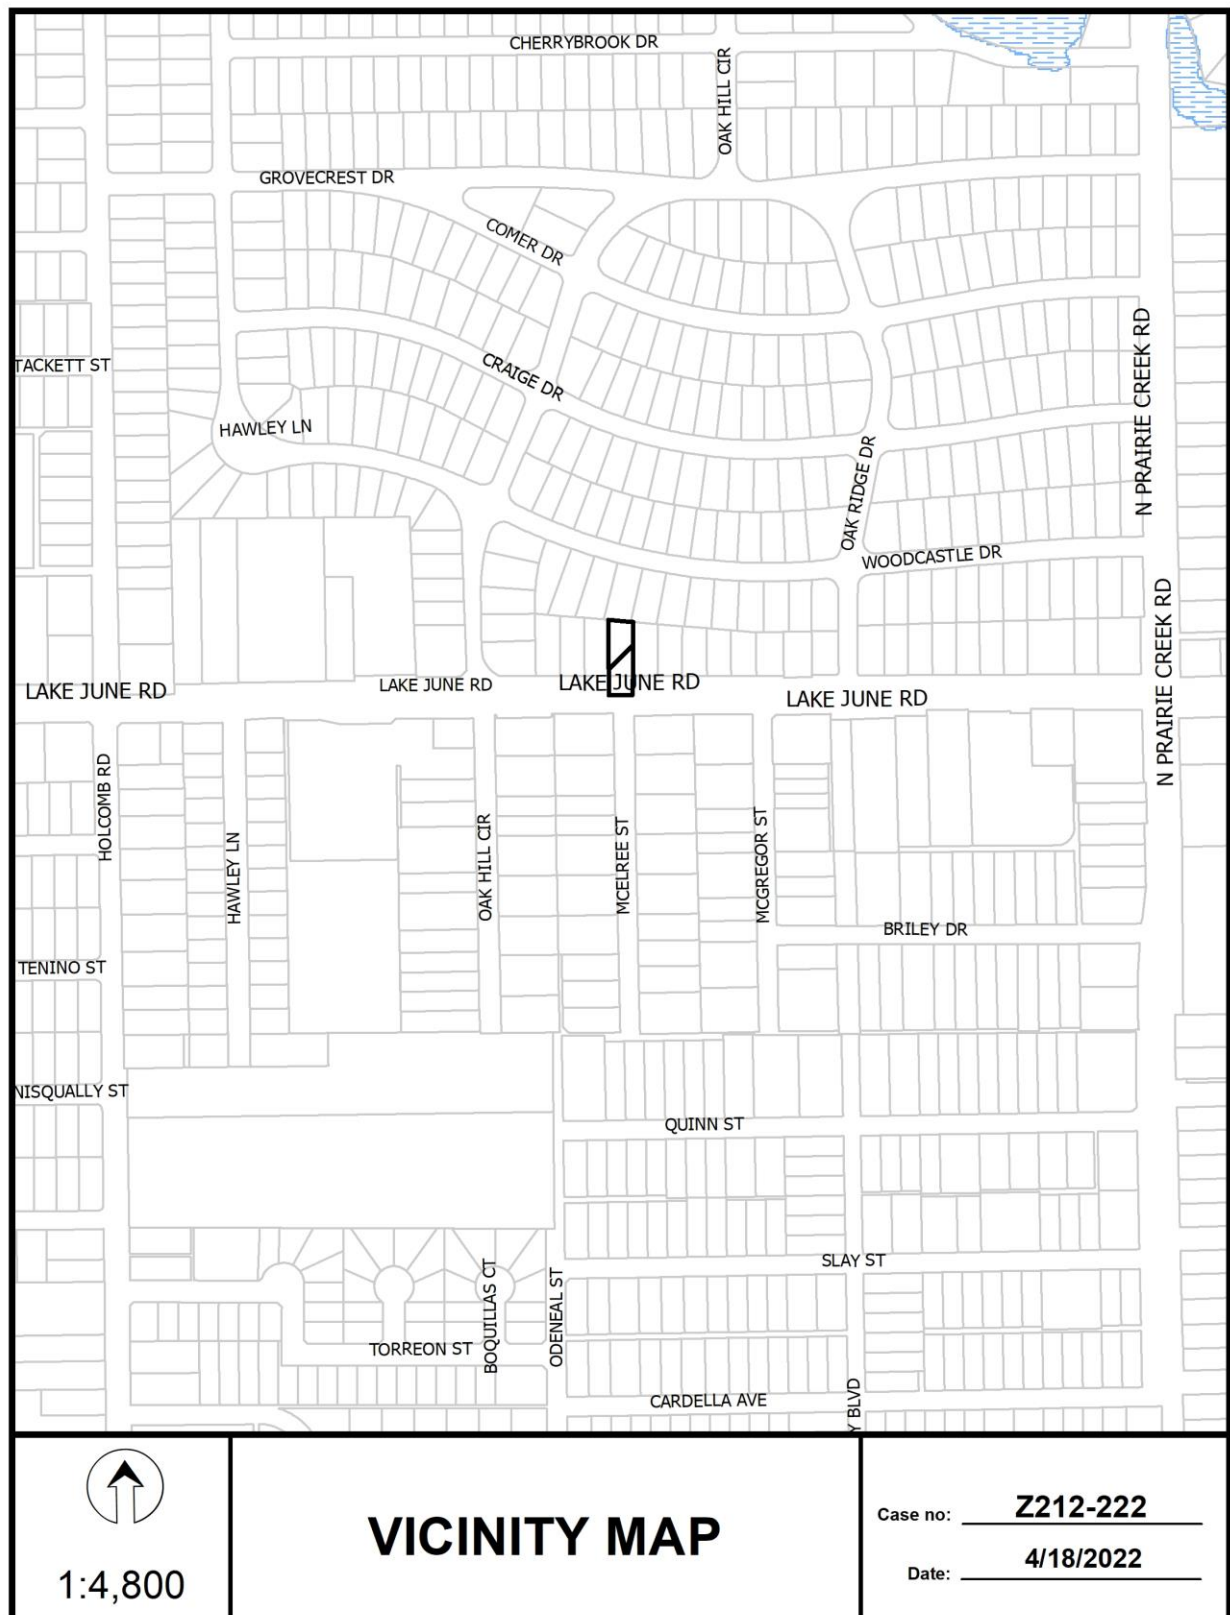 CHERRYBROOK DR
OAK HILL CIR
GROVECREST DR
COMER DR
N PRAIRIE CREEK RD
TACKETT ST
CRAIGE DR
HAWLEY LN
OAK RIDGE DR
WOODCASTLE DR
N PRAIRIE CREEK RD
LAKE JUNE RD
LAKE JUNE RD
LAKE JUNE RD
LAKE JUNE RD
HOLCOMB RD
HAWLEY LN
OAK HILL CIR
MCELREE ST
MCGREGOR ST
BRILEY DR
TENINO ST
NISQUALLY ST
QUINN ST
SLAY ST
BOQUILLAS CT
ODENEAL ST
TORREON ST
CARDELLA AVE
Y BLVD
1:4,800
VICINITY MAP
Case no: Z212-222
Date: 4/18/2022